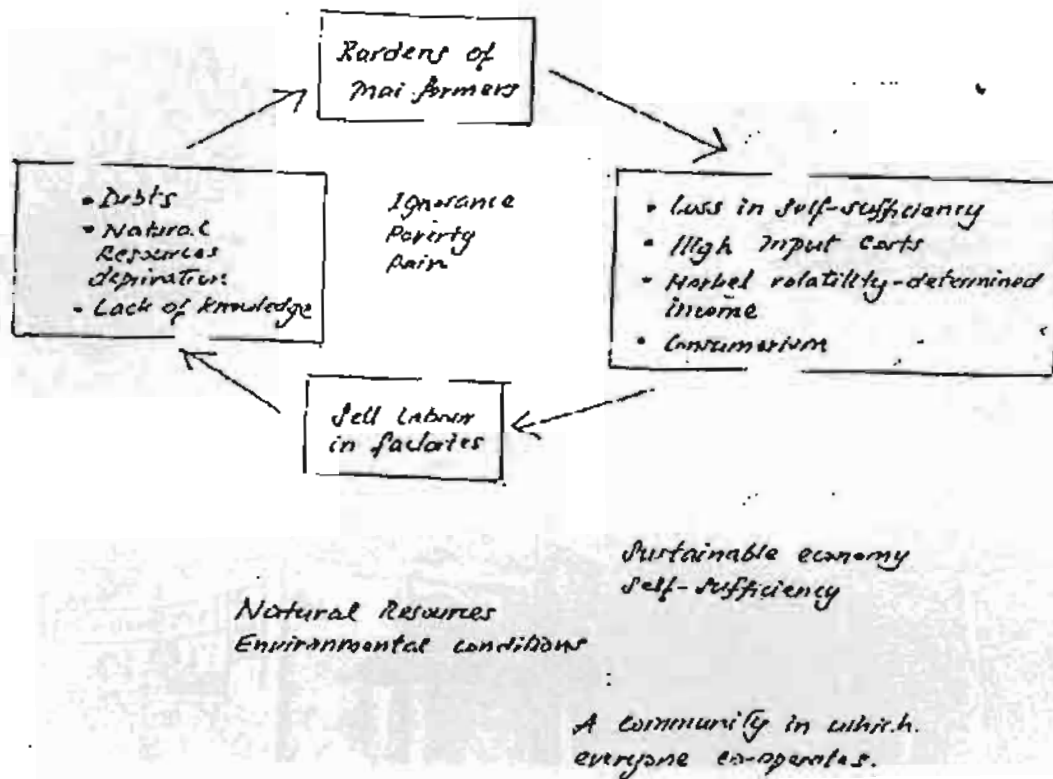 Burdens of
Thai farmers
• Debts
• Natural
Resources
deprivation
• Lack of knowledge
Ignorance
Poverty
Pain
• Loss in self-sufficiency
• High input costs
• Market volatility-determined
income
• Consumerism
Sell labour
in factories
Sustainable economy
Self-sufficiency
Natural Resources
Environmental conditions
A community in which
everyone co-operates.